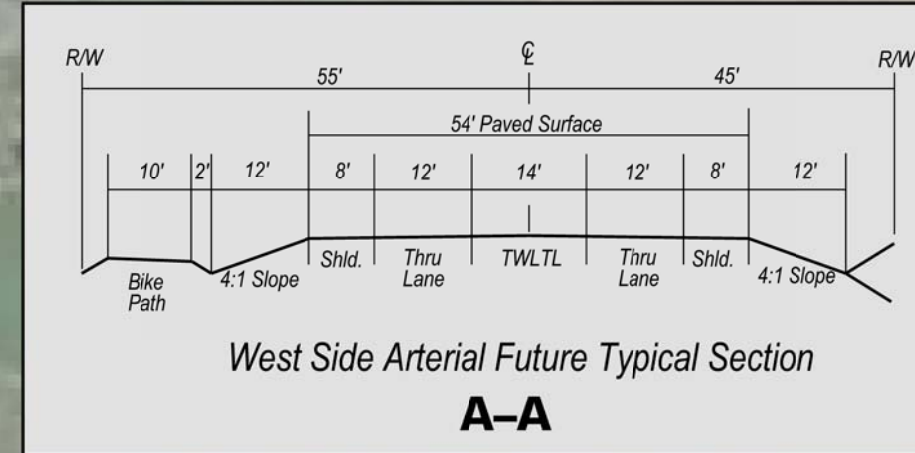 R/W
℄
R/W
55'
45'
54' Paved Surface
10'
2'
12'
8'
12'
14'
12'
8'
12'
Bike
Path
4:1 Slope
Shld.
Thru
Lane
TWLTL
Thru
Lane
Shld.
4:1 Slope
West Side Arterial Future Typical Section
A–A